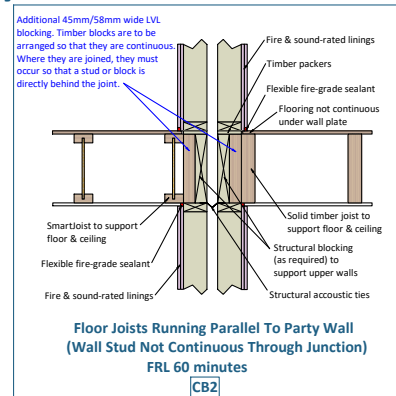 Additional 45mm/58mm wide LVL
blocking. Timber blocks are to be
arranged so that they are continuous.
Where they are joined, they must
occur so that a stud or block is
directly behind the joint.
Fire & sound-rated linings
Timber packers
Flexible fire-grade sealant
Flooring not continuous
under wall plate
SmartJoist to support
floor & ceiling
Flexible fire-grade sealant
Fire & sound-rated linings
Solid timber joist to
support floor & ceiling
Structural blocking
(as required) to
support upper walls
Structural accoustic ties
Floor Joists Running Parallel To Party Wall
(Wall Stud Not Continuous Through Junction)
FRL 60 minutes
CB2